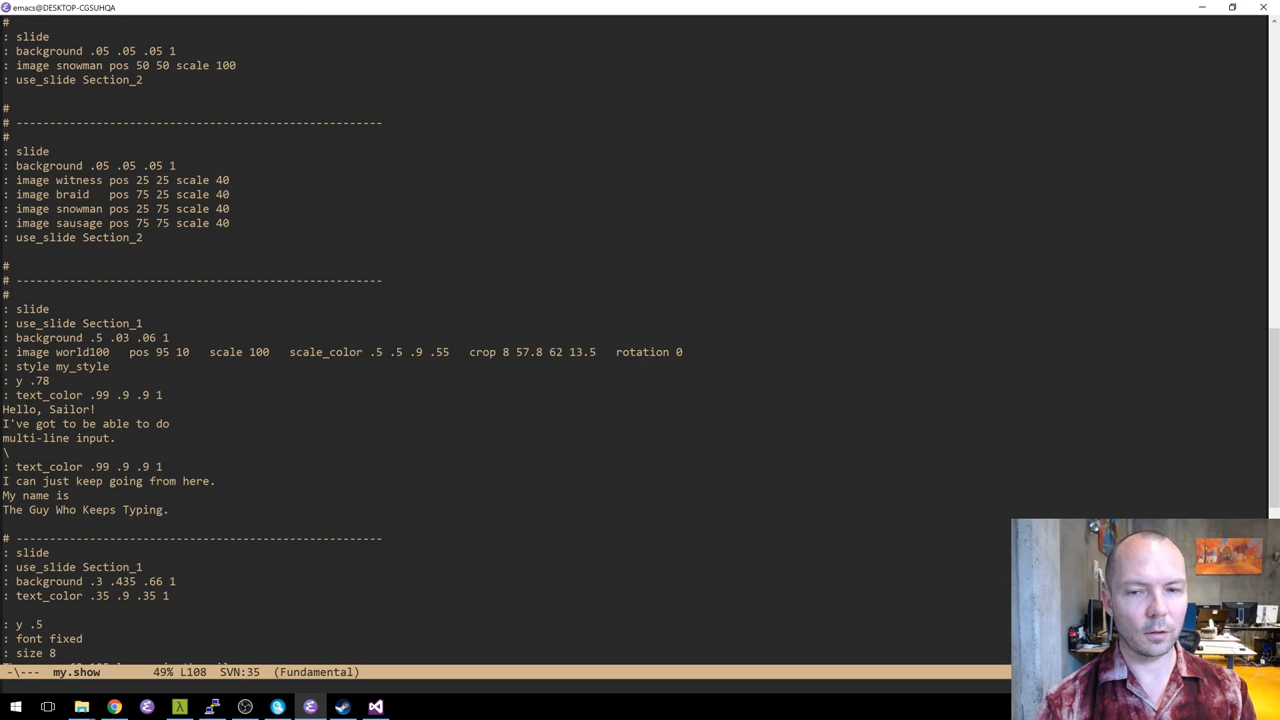 emacs@DESKTOP-CGSUHQA
#
: slide
: background .05 .05 .05 1
: image snowman pos 50 50 scale 100
: use_slide Section_2
#
# -------------------------------------------------------
#
: slide
: background .05 .05 .05 1
: image witness pos 25 25 scale 40
: image braid   pos 75 25 scale 40
: image snowman pos 25 75 scale 40
: image sausage pos 75 75 scale 40
: use_slide Section_2
#
# -------------------------------------------------------
#
: slide
: use_slide Section_1
: background .5 .03 .06 1
: image world100   pos 95 10   scale 100   scale_color .5 .5 .9 .55   crop 8 57.8 62 13.5   rotation 0
: style my_style
: y .78
: text_color .99 .9 .9 1
Hello, Sailor!
I've got to be able to do
multi-line input.
\
: text_color .99 .9 .9 1
I can just keep going from here.
My name is
The Guy Who Keeps Typing.
# -------------------------------------------------------
: slide
: use_slide Section_1
: background .3 .435 .66 1
: text_color .35 .9 .35 1
: y .5
: font fixed
: size 8
-\---  my.show        49% L108  SVN:35  (Fundamental)